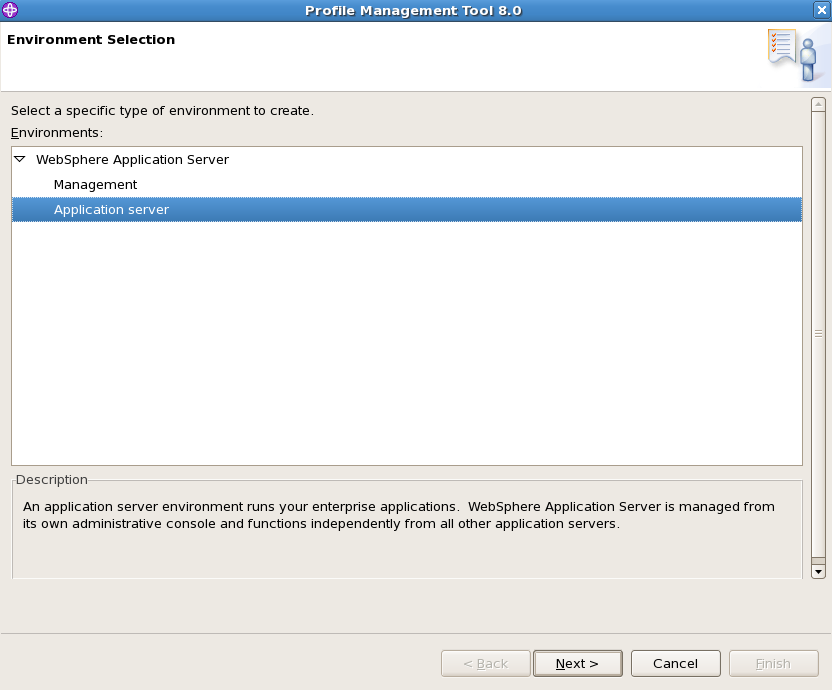 Profile Management Tool 8.0
Environment Selection
Select a specific type of environment to create.
Environments:
WebSphere Application Server
Management
Application server
Description
An application server environment runs your enterprise applications.  WebSphere Application Server is managed from
its own administrative console and functions independently from all other application servers.
< Back
Next >
Cancel
Finish